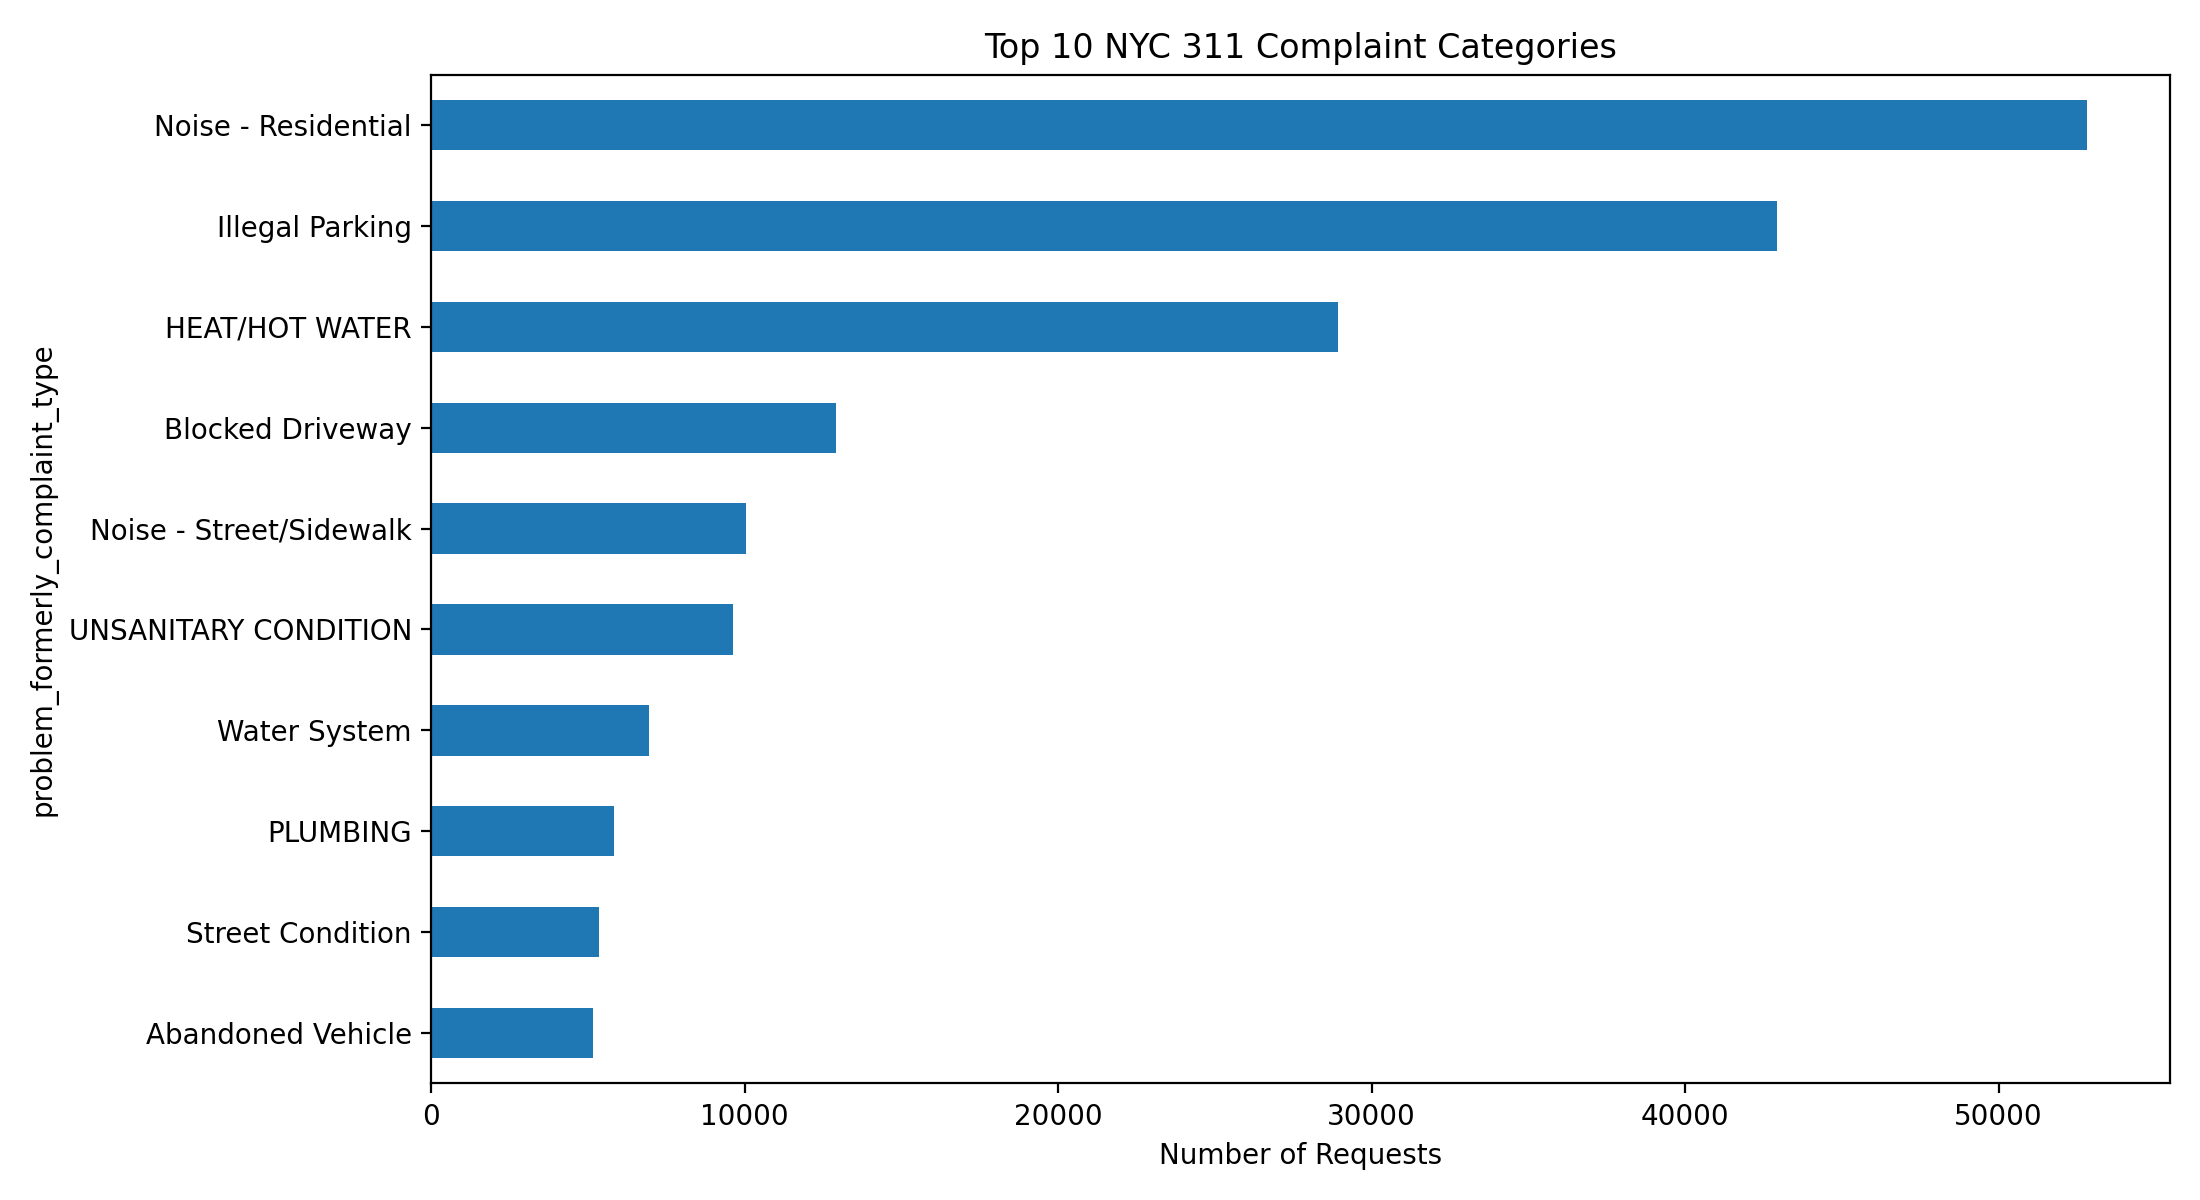 Top 10 NYC 311 Complaint Categories
problem_formerly_complaint_type
Noise - Residential
Illegal Parking
HEAT/HOT WATER
Blocked Driveway
Noise - Street/Sidewalk
UNSANITARY CONDITION
Water System
PLUMBING
Street Condition
Abandoned Vehicle
0 10000 20000 30000 40000 50000
Number of Requests